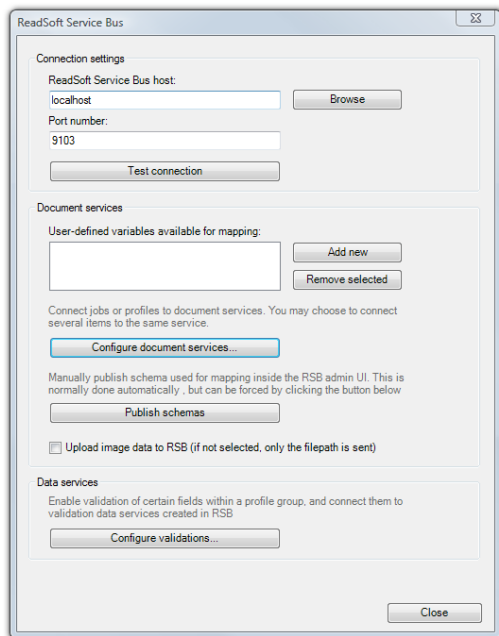 ReadSoft Service Bus
Connection settings
ReadSoft Service Bus host:
localhost
Browse
Port number:
9103
Test connection
Document services
User-defined variables available for mapping:
Add new
Remove selected
Connect jobs or profiles to document services. You may choose to connect
several items to the same service.
Configure document services...
Manually publish schema used for mapping inside the RSB admin UI. This is
normally done automatically , but can be forced by clicking the button below
Publish schemas
Upload image data to RSB (if not selected, only the filepath is sent)
Data services
Enable validation of certain fields within a profile group, and connect them to
validation data services created in RSB
Configure validations...
Close